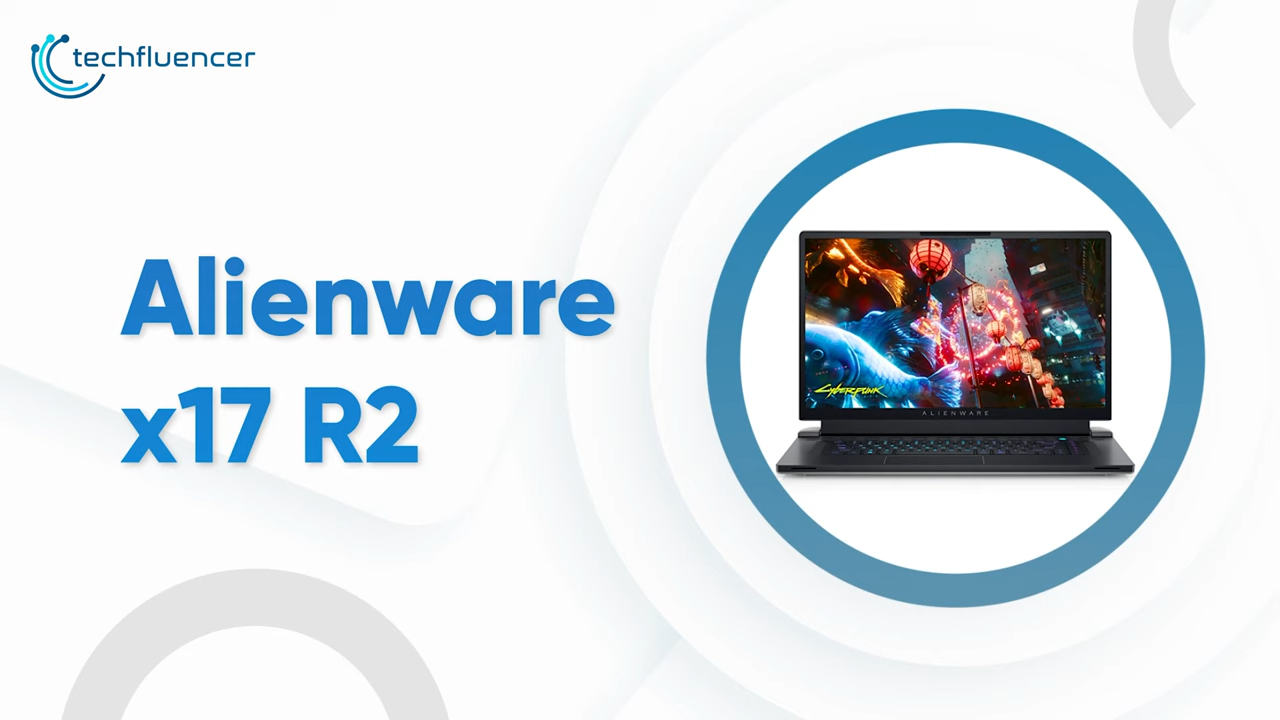 techfluencer
Alienware
x17 R2
CYBERPUNK
ALIENWARE